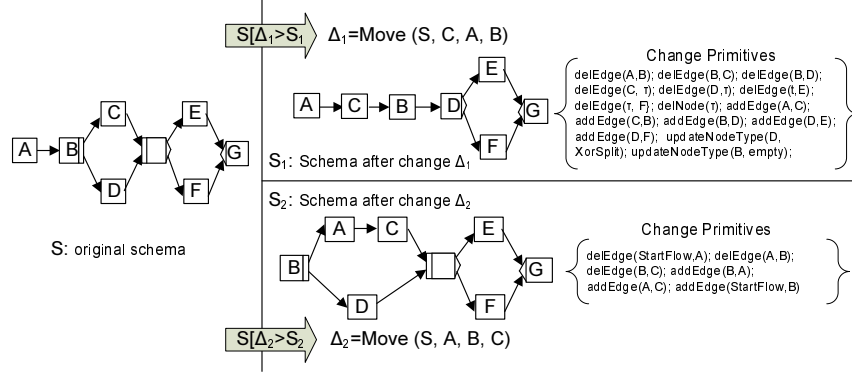 S[Δ₁>S₁ Δ₁=Move (S, C, A, B)
Change Primitives
delEdge(A,B); delEdge(B,C); delEdge(B,D);
delEdge(C, τ); delEdge(D,τ); delEdge(t,E);
delEdge(τ, F); delNode(τ); addEdge(A,C);
addEdge(C,B); addEdge(B,D); addEdge(D,E);
addEdge(D,F); updateNodeType(D,
XorSplit); updateNodeType(B, empty);
A C B D E F G
S₁: Schema after change Δ₁
A B C D E F G
S: original schema
S₂: Schema after change Δ₂
B A C D E F G
Change Primitives
delEdge(StartFlow,A); delEdge(A,B);
delEdge(B,C); addEdge(B,A);
addEdge(A,C); addEdge(StartFlow,B)
S[Δ₂>S₂ Δ₂=Move (S, A, B, C)